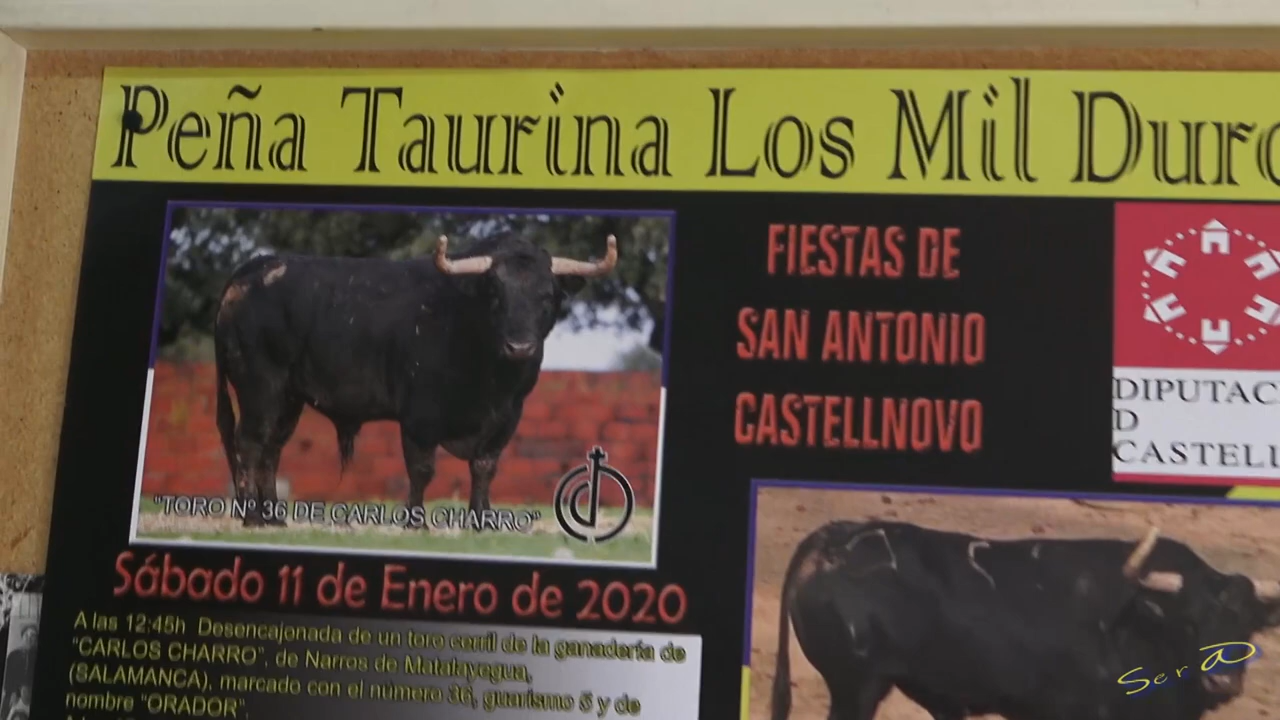 Peña Taurina Los Mil Duro
FIESTAS DE
SAN ANTONIO
CASTELLNOVO
DIPUTAC
D
CASTELL
"TORO Nº 36 DE CARLOS CHARRO"
Sábado 11 de Enero de 2020
A las 12:45h Desencajonada de un toro cerril de la ganadería de
"CARLOS CHARRO", de Narros de Matalayegua,
(SALAMANCA), marcado con el número 36, guarismo 5 y de
nombre "ORADOR".
Ser